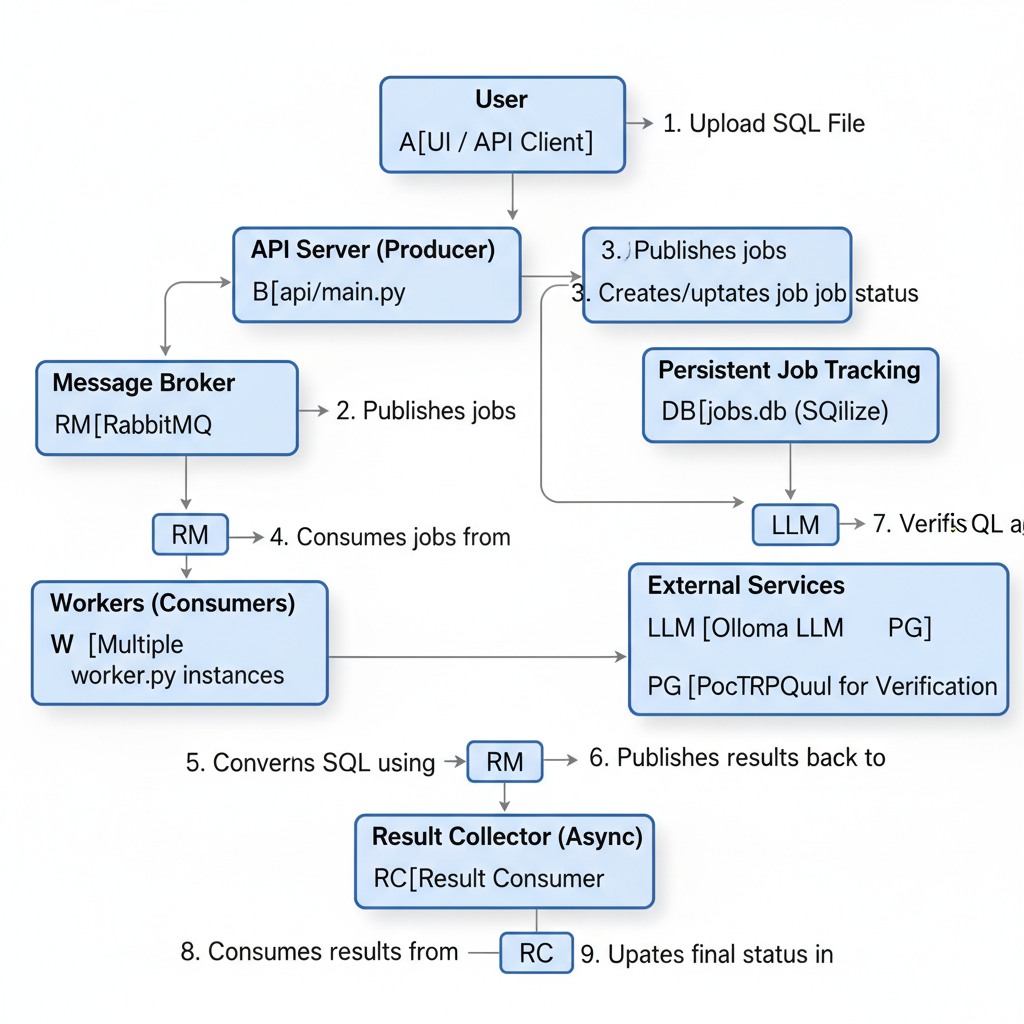 User
A[UI / API Client]
1. Upload SQL File
API Server (Producer)
B[api/main.py
3. Publishes jobs
3. Creates/uptates job job status
Message Broker
RM[RabbitMQ
2. Publishes jobs
Persistent Job Tracking
DB[jobs.db (SQilize)
RM
4. Consumes jobs from
LLM
7.
Workers (Consumers)
W [Multiple
worker.py instances
External Services
LLM [Olloma LLM PG]
PG [PocTRPQuul for Verification
5. Converns SQL using
RM
6. Publishes results back to
Result Collector (Async)
RC[Result Consumer
8. Consumes results from
RC
9. Upates final status in